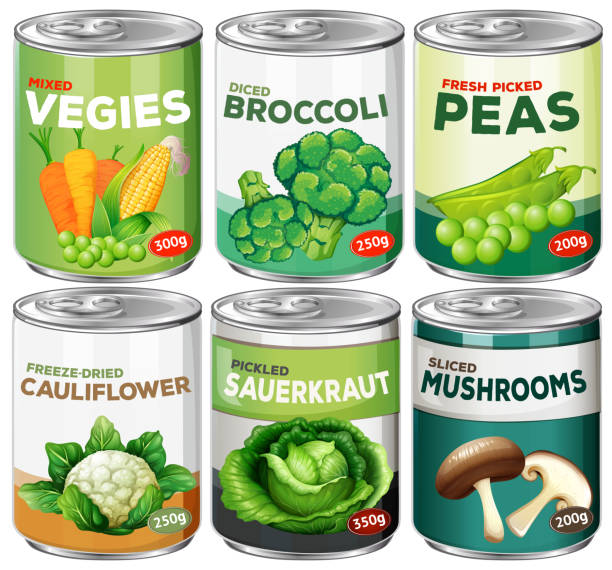 MIXED
VEGIES
300g
DICED
BROCCOLI
250g
FRESH PICKED
PEAS
200g
FREEZE-DRIED
CAULIFLOWER
250g
PICKLED
SAUERKRAUT
350g
SLICED
MUSHROOMS
200g